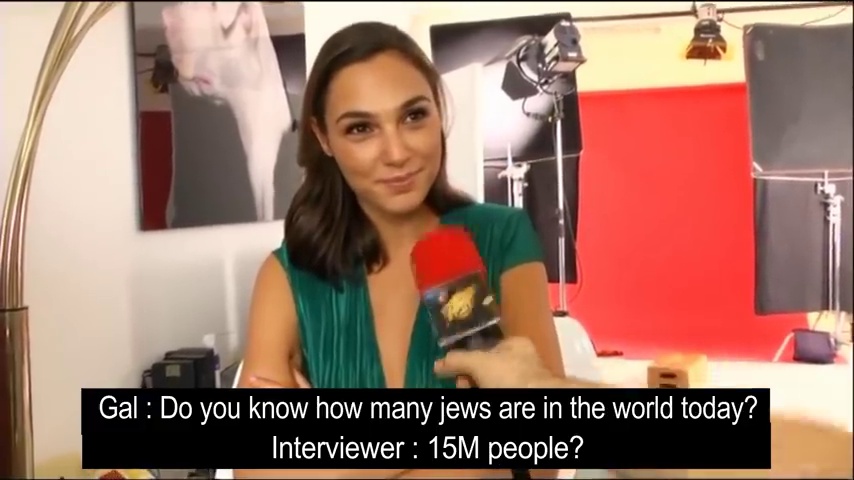 Gal : Do you know how many jews are in the world today?
Interviewer : 15M people?